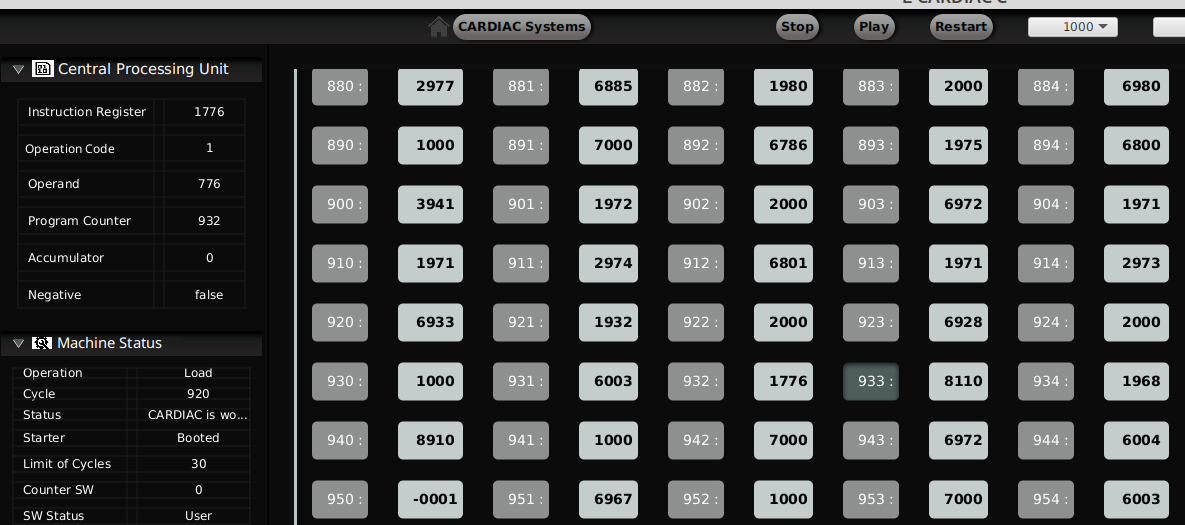 CARDIAC Systems
Stop
Play
Restart
1000
Central Processing Unit
Instruction Register 1776
Operation Code 1
Operand 776
Program Counter 932
Accumulator 0
Negative false
Machine Status
Operation Load
Cycle 920
Status CARDIAC is wo...
Starter Booted
Limit of Cycles 30
Counter SW 0
SW Status User
880 : 2977 881 : 6885 882 : 1980 883 : 2000 884 : 6980
890 : 1000 891 : 7000 892 : 6786 893 : 1975 894 : 6800
900 : 3941 901 : 1972 902 : 2000 903 : 6972 904 : 1971
910 : 1971 911 : 2974 912 : 6801 913 : 1971 914 : 2973
920 : 6933 921 : 1932 922 : 2000 923 : 6928 924 : 2000
930 : 1000 931 : 6003 932 : 1776 933 : 8110 934 : 1968
940 : 8910 941 : 1000 942 : 7000 943 : 6972 944 : 6004
950 : -0001 951 : 6967 952 : 1000 953 : 7000 954 : 6003